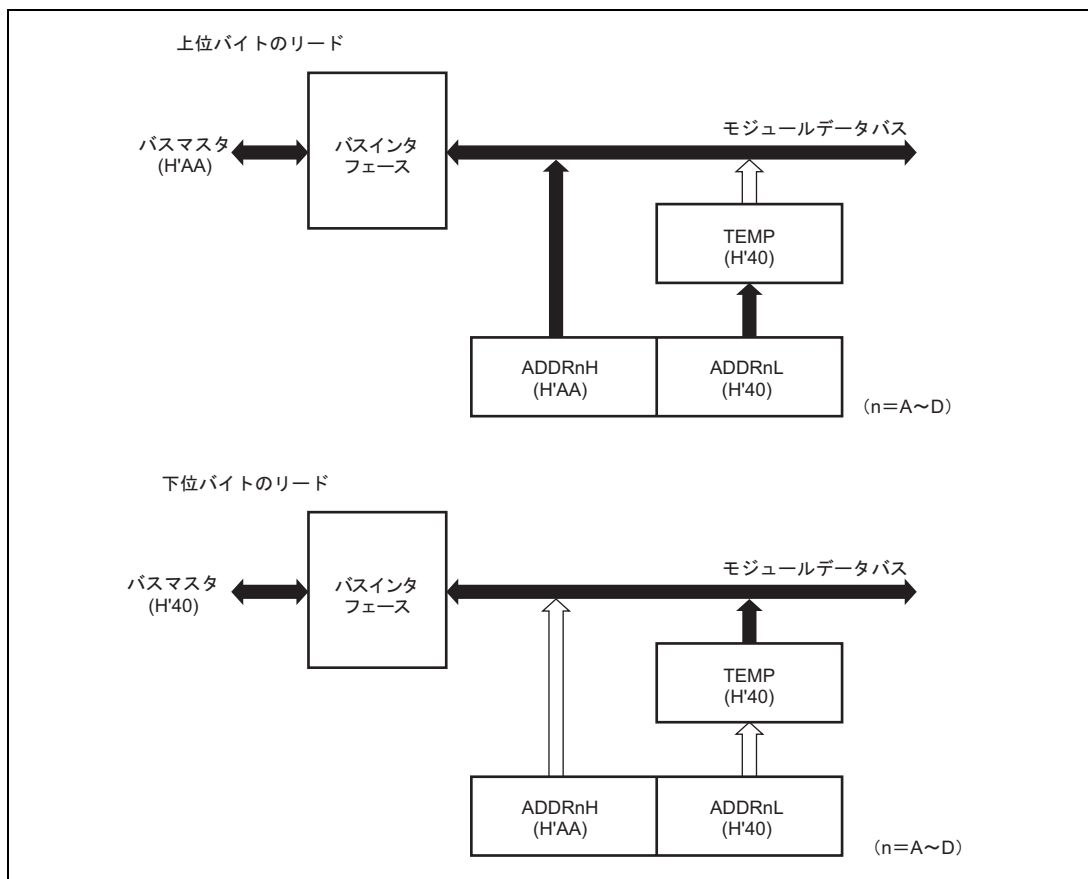 上位バイトのリード
バスマスタ
(H'AA)
バスインタ
フェース
モジュールデータバス
TEMP
(H'40)
ADDRnH
(H'AA)
ADDRnL
(H'40)
(n=A～D)
下位バイトのリード
バスマスタ
(H'40)
バスインタ
フェース
モジュールデータバス
TEMP
(H'40)
ADDRnH
(H'AA)
ADDRnL
(H'40)
(n=A～D)